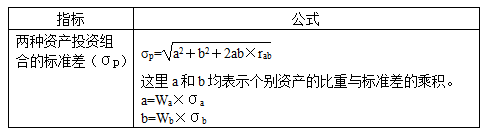 指标 公式
两种资产投资组
合的标准差（σp）
σp=√a²+b²+2ab×rab
这里 a 和 b 均表示个别资产的比重与标准差的乘积。
a=Wa×σa
b=Wb×σb